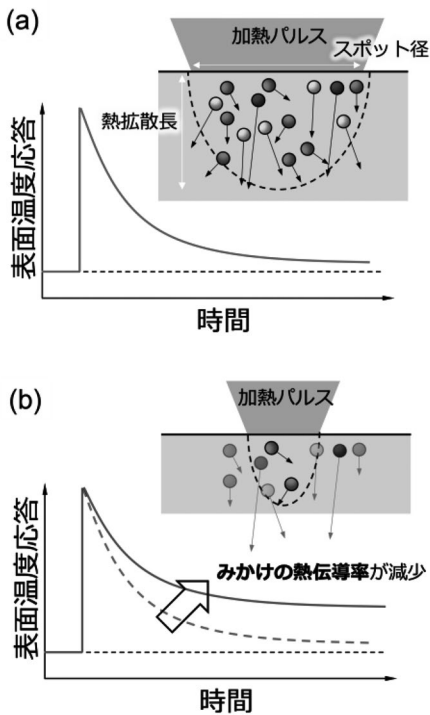 (a)
加熱パルス
スポット径
熱拡散長
表面温度応答
時間
(b)
加熱パルス
表面温度応答
みかけの熱伝導率が減少
時間